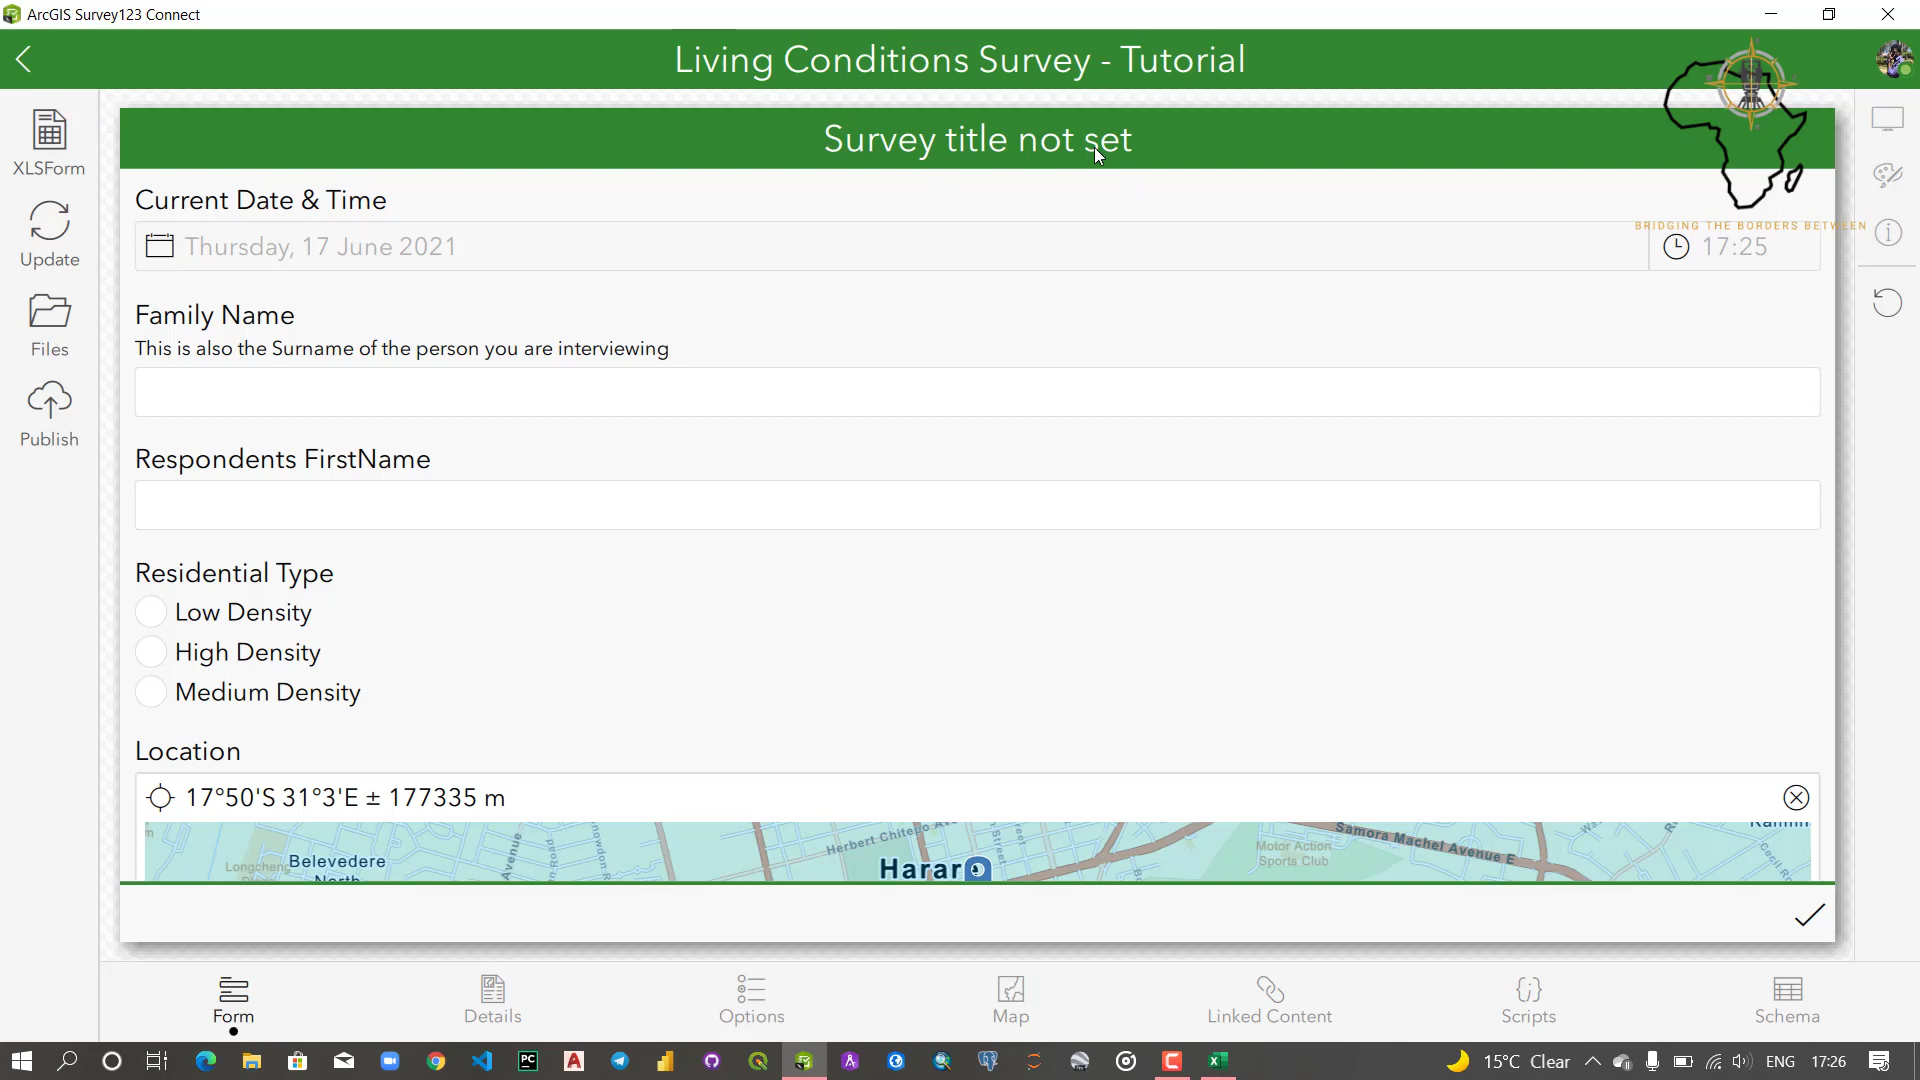 ArcGIS Survey123 Connect
Living Conditions Survey - Tutorial
XLSForm
Update
Files
Publish
Survey title not set
BRIDGING THE BORDERS BETWEEN
Current Date & Time
Thursday, 17 June 2021
17:25
Family Name
This is also the Surname of the person you are interviewing
Respondents FirstName
Residential Type
Low Density
High Density
Medium Density
Location
17°50'S 31°3'E ± 177335 m
Herbert Chitepo
Samora Machel Avenue E
Belevedere
Avenue
Street
Motor Action
Sports Club
Harar
Form
Details
Options
Map
Linked Content
Scripts
Schema
15°C Clear
ENG
17:26